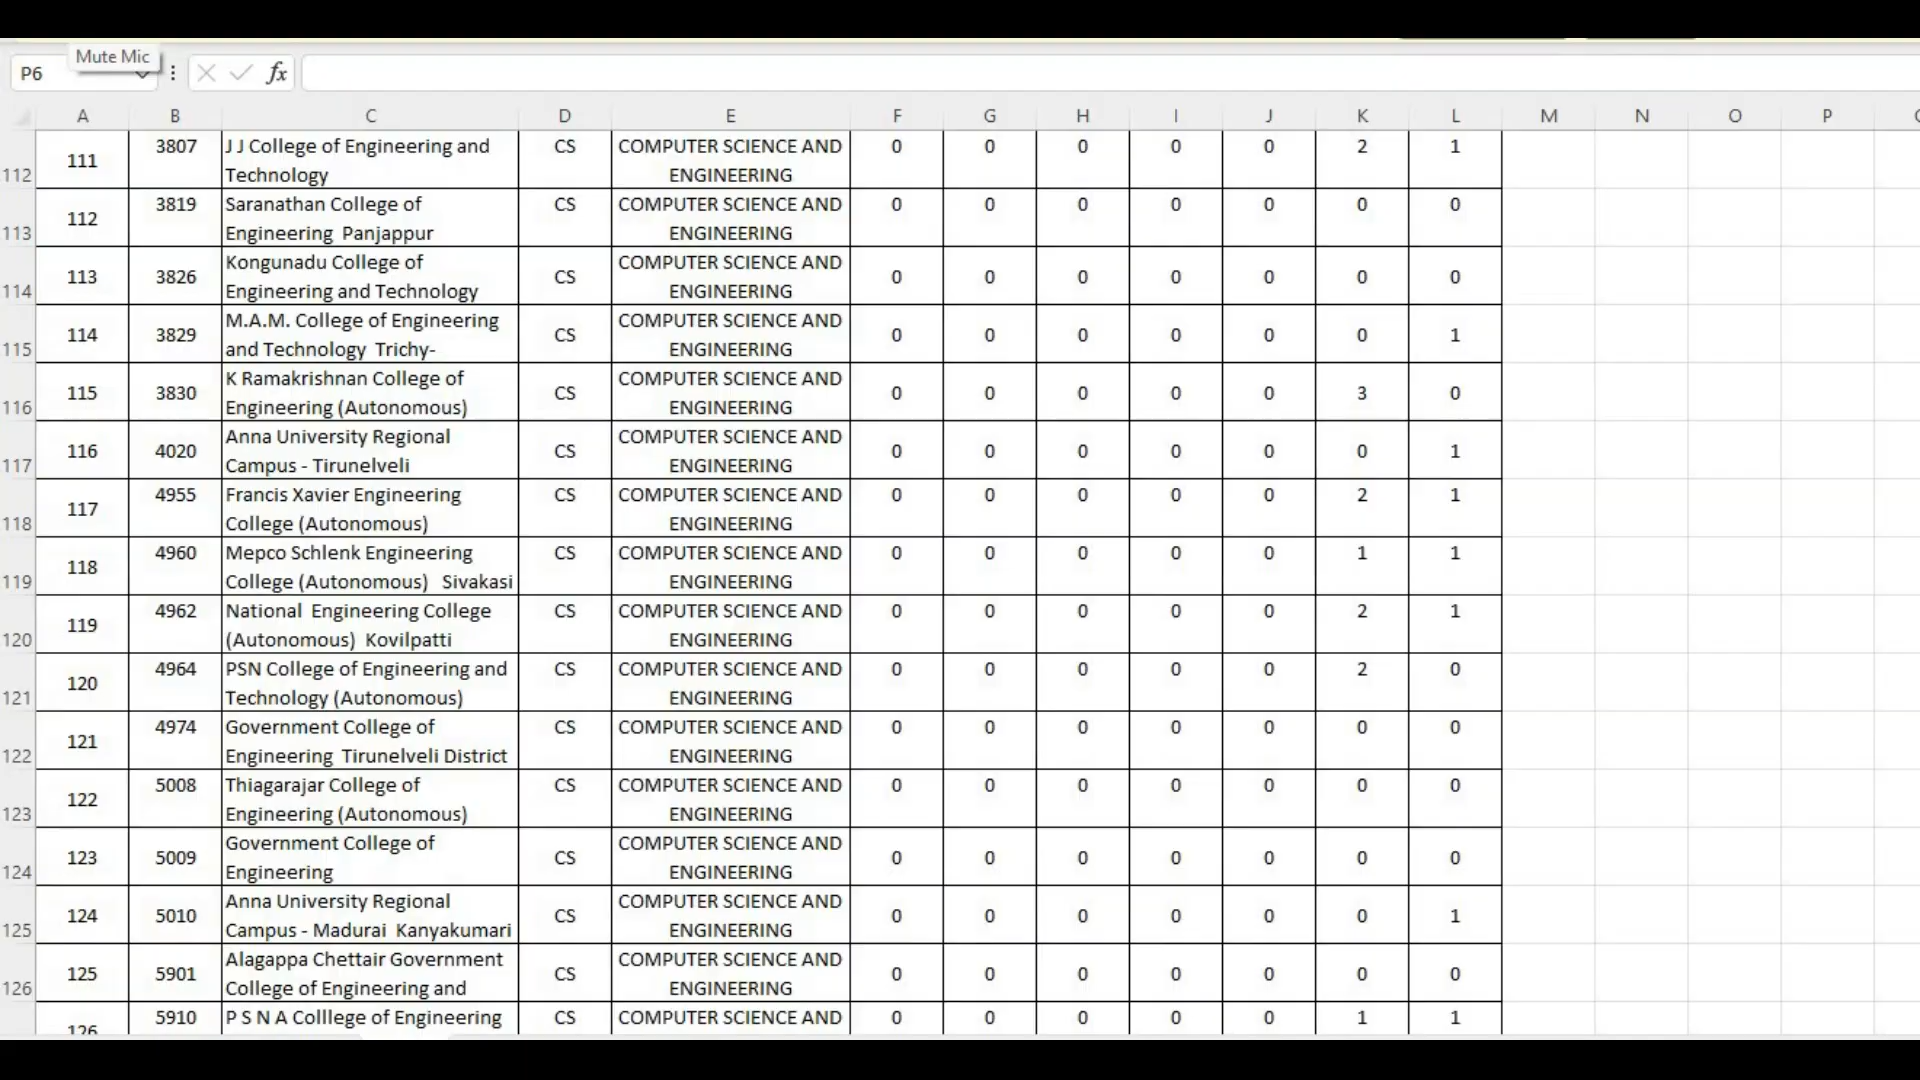 Mute Mic
P6 fx
A B C D E F G H I J K L M N O P
112 111 3807 J J College of Engineering and Technology CS COMPUTER SCIENCE AND ENGINEERING 0 0 0 0 0 2 1
113 112 3819 Saranathan College of Engineering Panjappur CS COMPUTER SCIENCE AND ENGINEERING 0 0 0 0 0 0 0
114 113 3826 Kongunadu College of Engineering and Technology CS COMPUTER SCIENCE AND ENGINEERING 0 0 0 0 0 0 0
115 114 3829 M.A.M. College of Engineering and Technology Trichy- CS COMPUTER SCIENCE AND ENGINEERING 0 0 0 0 0 0 1
116 115 3830 K Ramakrishnan College of Engineering (Autonomous) CS COMPUTER SCIENCE AND ENGINEERING 0 0 0 0 0 3 0
117 116 4020 Anna University Regional Campus - Tirunelveli CS COMPUTER SCIENCE AND ENGINEERING 0 0 0 0 0 0 1
118 117 4955 Francis Xavier Engineering College (Autonomous) CS COMPUTER SCIENCE AND ENGINEERING 0 0 0 0 0 2 1
119 118 4960 Mepco Schlenk Engineering College (Autonomous) Sivakasi CS COMPUTER SCIENCE AND ENGINEERING 0 0 0 0 0 1 1
120 119 4962 National Engineering College (Autonomous) Kovilpatti CS COMPUTER SCIENCE AND ENGINEERING 0 0 0 0 0 2 1
121 120 4964 PSN College of Engineering and Technology (Autonomous) CS COMPUTER SCIENCE AND ENGINEERING 0 0 0 0 0 2 0
122 121 4974 Government College of Engineering Tirunelveli District CS COMPUTER SCIENCE AND ENGINEERING 0 0 0 0 0 0 0
123 122 5008 Thiagarajar College of Engineering (Autonomous) CS COMPUTER SCIENCE AND ENGINEERING 0 0 0 0 0 0 0
124 123 5009 Government College of Engineering CS COMPUTER SCIENCE AND ENGINEERING 0 0 0 0 0 0 0
125 124 5010 Anna University Regional Campus - Madurai Kanyakumari CS COMPUTER SCIENCE AND ENGINEERING 0 0 0 0 0 0 1
126 125 5901 Alagappa Chettair Government College of Engineering and CS COMPUTER SCIENCE AND ENGINEERING 0 0 0 0 0 0 0
126 5910 P S N A Colllege of Engineering CS COMPUTER SCIENCE AND 0 0 0 0 0 1 1